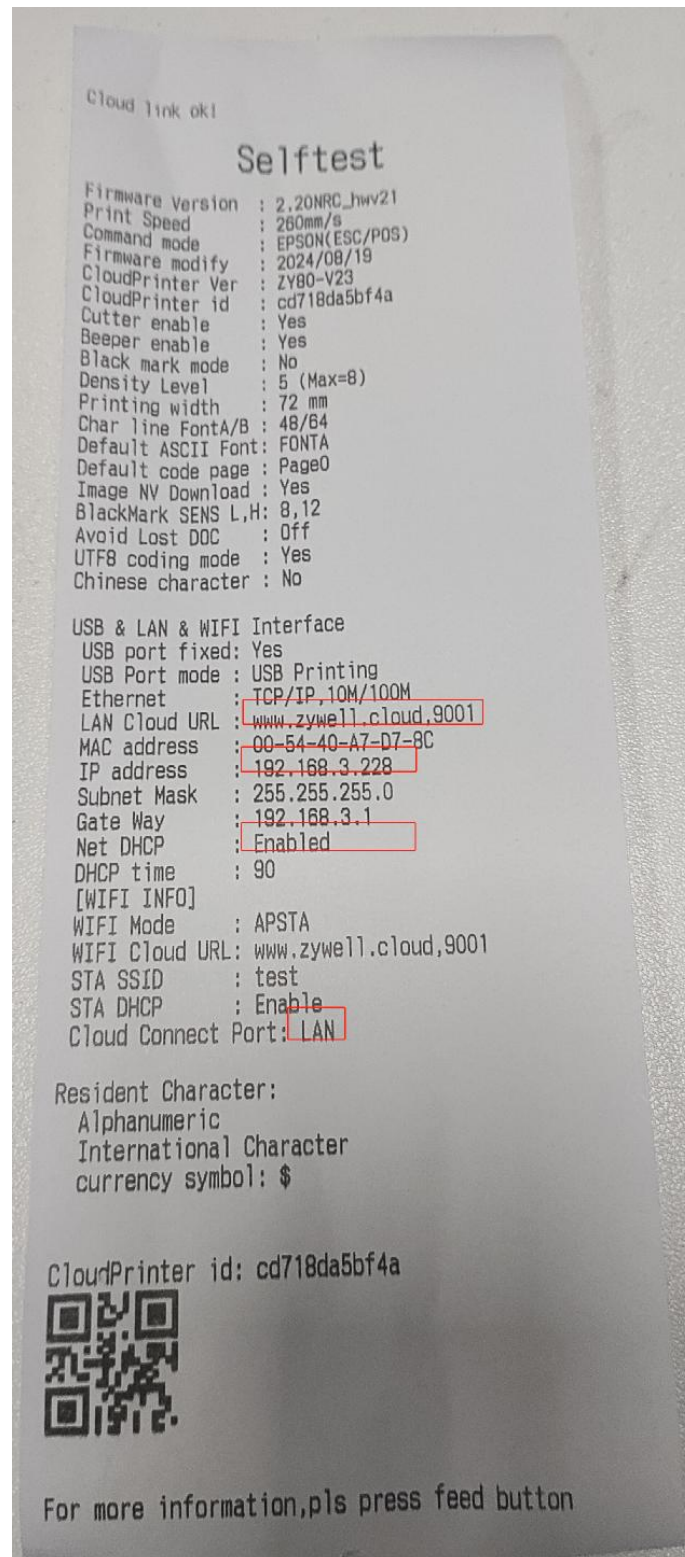 Cloud link ok!
Selftest
Firmware Version : 2.20NRC_hwv21
Print Speed : 260mm/s
Command mode : EPSON(ESC/POS)
Firmware modify : 2024/08/19
CloudPrinter Ver : ZY80-V23
CloudPrinter id : cd718da5bf4a
Cutter enable : Yes
Beeper enable : Yes
Black mark mode : No
Density Level : 5 (Max=8)
Printing width : 72 mm
Char line FontA/B : 48/64
Default ASCII Font: FONTA
Default code page : Page0
Image NV Download : Yes
BlackMark SENS L,H: 8,12
Avoid Lost DOC : Off
UTF8 coding mode : Yes
Chinese character : No
USB & LAN & WIFI Interface
USB port fixed: Yes
USB Port mode : USB Printing
Ethernet : TCP/IP,10M/100M
LAN Cloud URL : www.zywell.cloud,9001
MAC address : 00-54-40-A7-D7-8C
IP address : 192.168.3.228
Subnet Mask : 255.255.255.0
Gate Way : 192.168.3.1
Net DHCP : Enabled
DHCP time : 90
[WIFI INFO]
WIFI Mode : APSTA
WIFI Cloud URL: www.zywell.cloud,9001
STA SSID : test
STA DHCP : Enable
Cloud Connect Port: LAN
Resident Character:
Alphanumeric
International Character
currency symbol: $
CloudPrinter id: cd718da5bf4a
For more information,pls press feed button